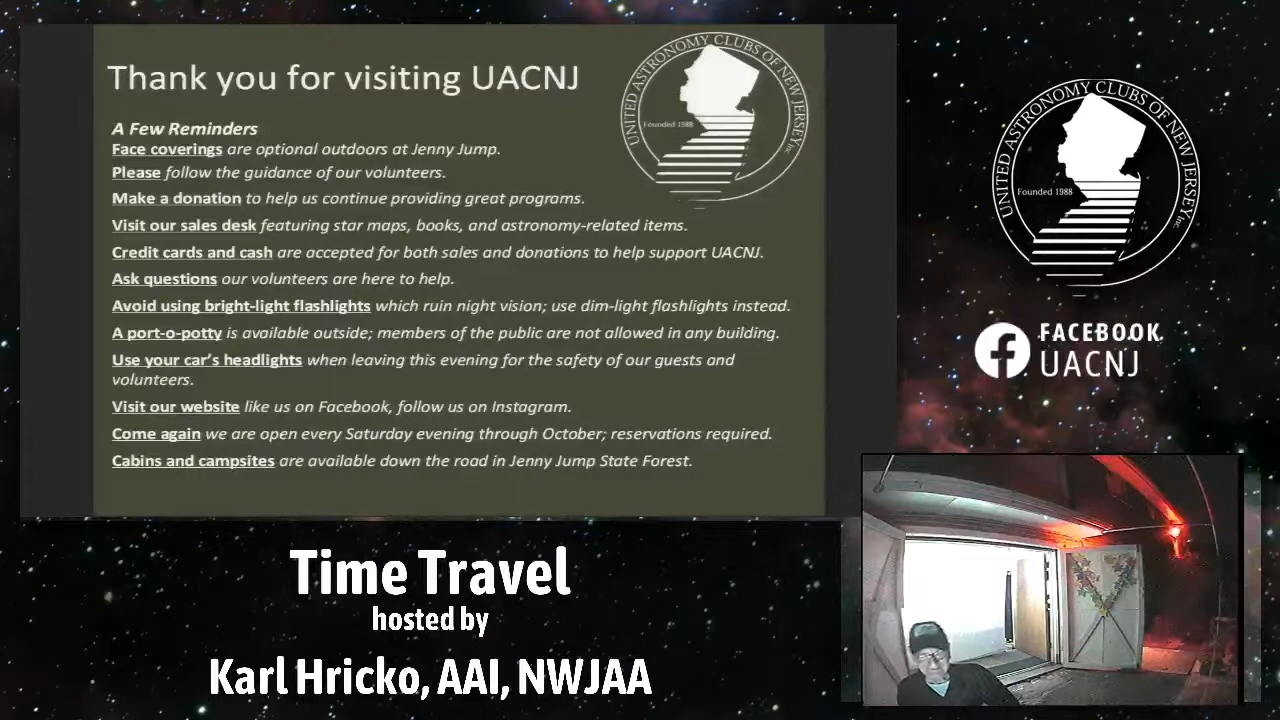 Thank you for visiting UACNJ
UNITED ASTRONOMY CLUBS OF NEW JERSEY Inc
Founded 1988
A Few Reminders
Face coverings are optional outdoors at Jenny Jump.
Please follow the guidance of our volunteers.
Make a donation to help us continue providing great programs.
Visit our sales desk featuring star maps, books, and astronomy-related items.
Credit cards and cash are accepted for both sales and donations to help support UACNJ.
Ask questions our volunteers are here to help.
Avoid using bright-light flashlights which ruin night vision; use dim-light flashlights instead.
A port-o-potty is available outside; members of the public are not allowed in any building.
Use your car's headlights when leaving this evening for the safety of our guests and
volunteers.
Visit our website like us on Facebook, follow us on Instagram.
Come again we are open every Saturday evening through October; reservations required.
Cabins and campsites are available down the road in Jenny Jump State Forest.
UNITED ASTRONOMY CLUBS OF NEW JERSEY Inc
Founded 1988
FACEBOOK
UACNJ
Time Travel
hosted by
Karl Hricko, AAI, NWJAA